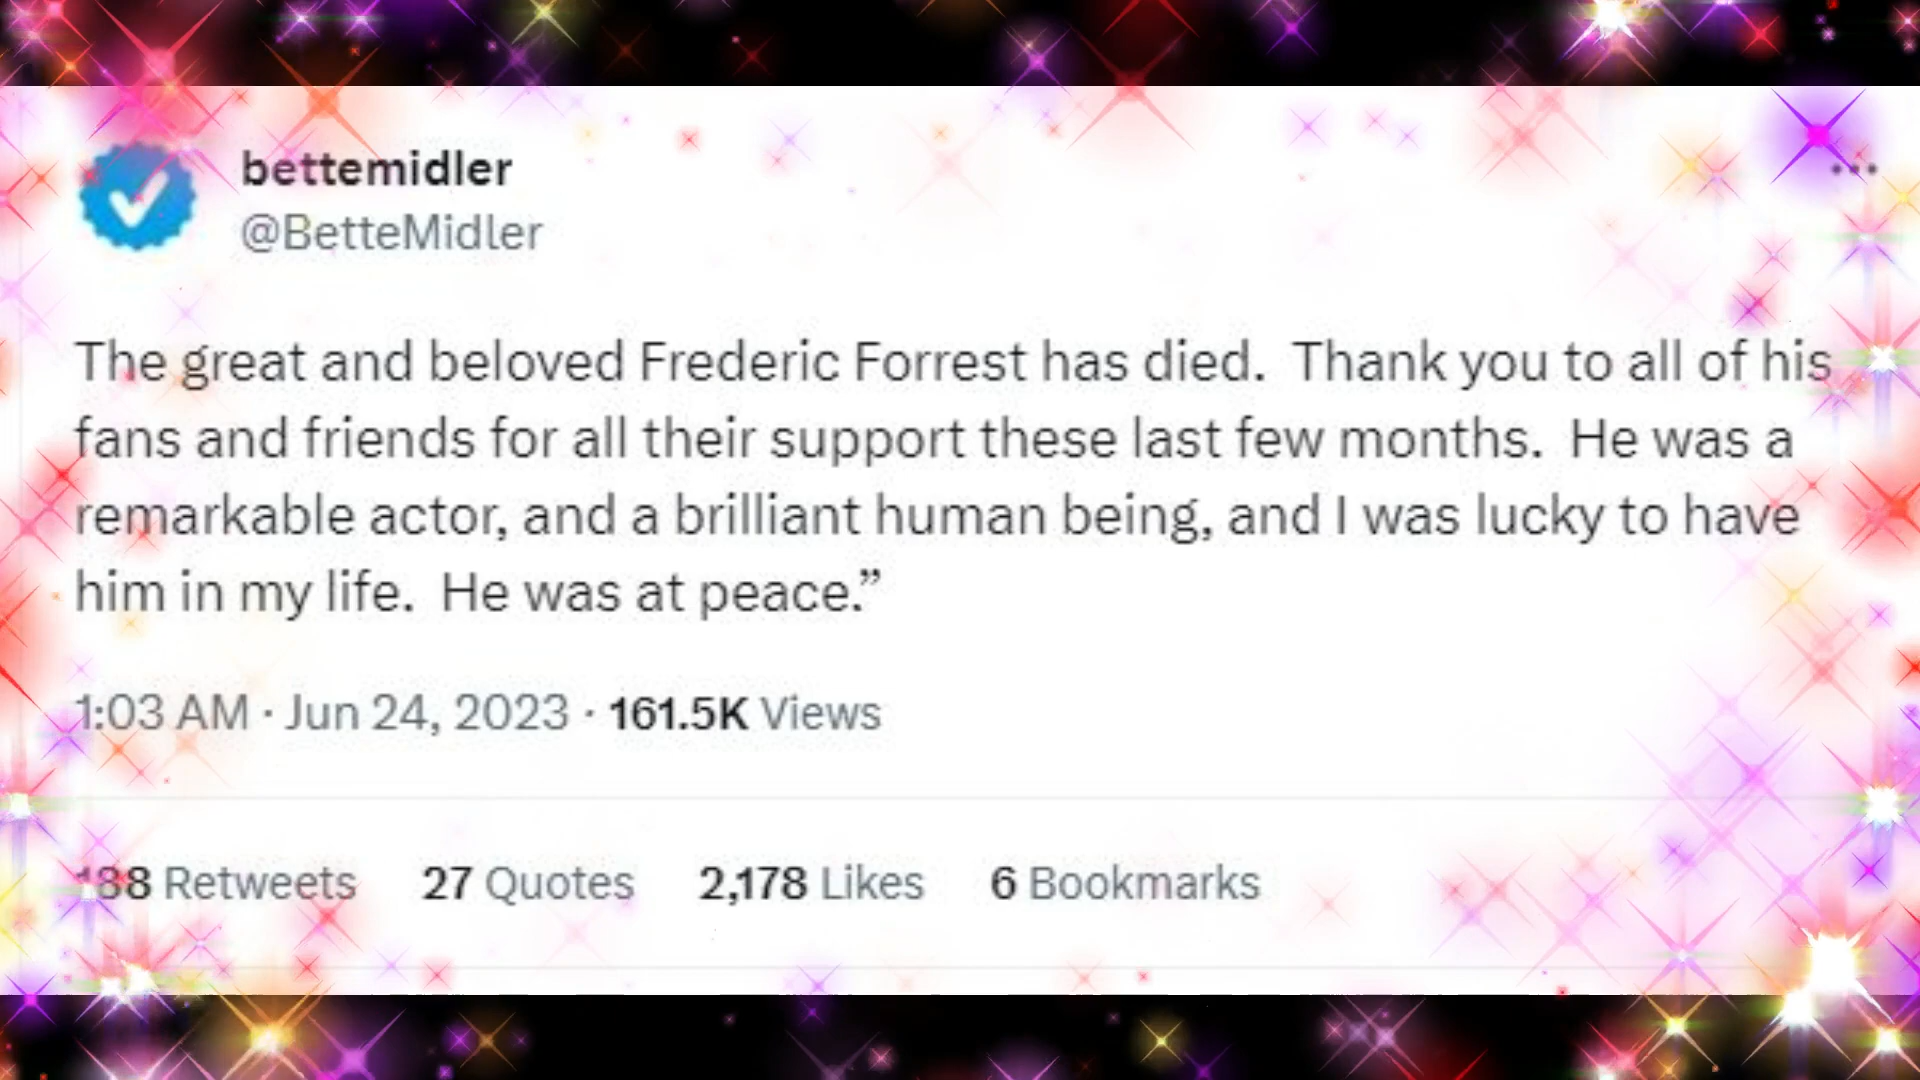 bettemidler
@BetteMidler
The great and beloved Frederic Forrest has died.  Thank you to all of his
fans and friends for all their support these last few months.  He was a
remarkable actor, and a brilliant human being, and I was lucky to have
him in my life.  He was at peace.”
1:03 AM · Jun 24, 2023 · 161.5K Views
188 Retweets 27 Quotes 2,178 Likes 6 Bookmarks